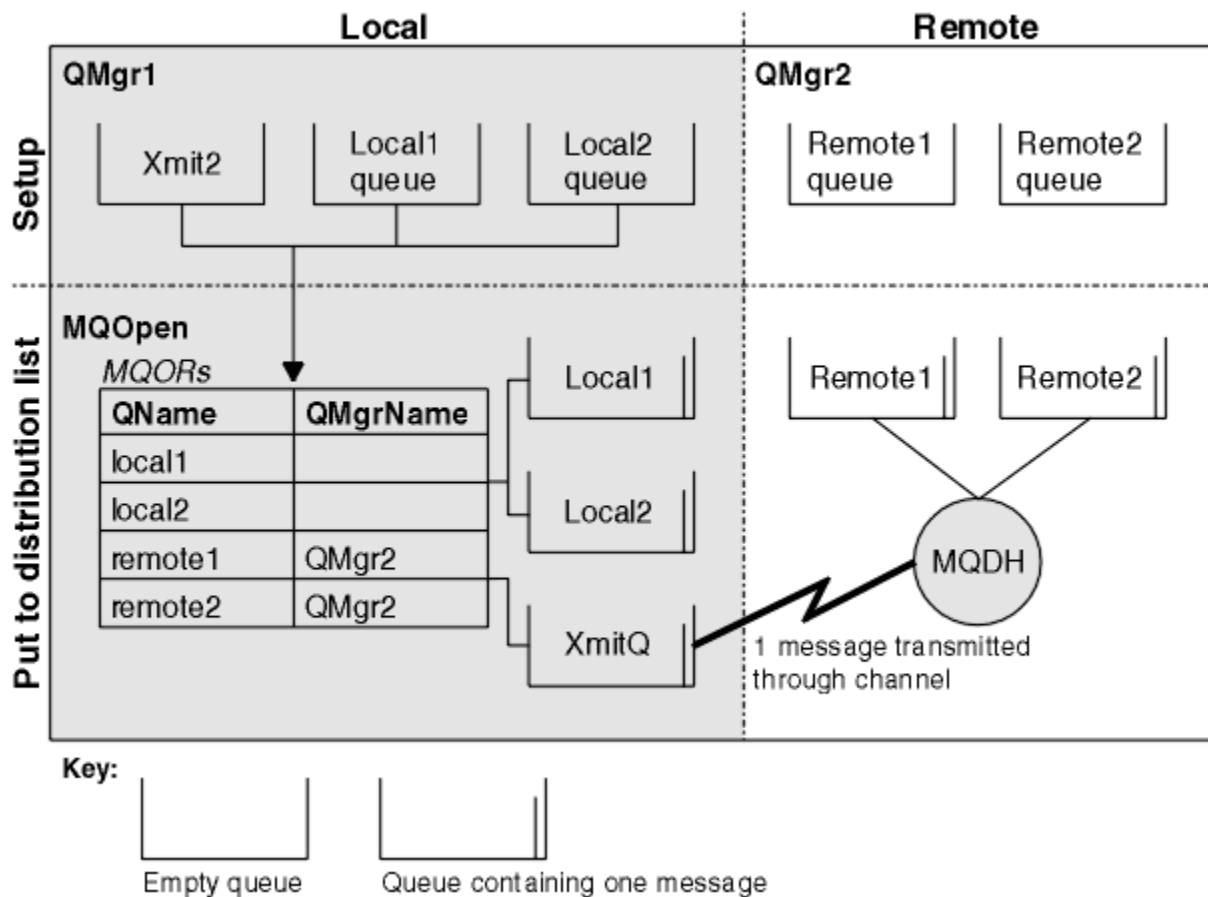 Local
Remote
Setup
QMgr1
Xmit2
Local1
queue
Local2
queue
QMgr2
Remote1
queue
Remote2
queue
Put to distribution list
MQOpen
MQORs
QName
QMgrName
local1
local2
remote1
QMgr2
remote2
QMgr2
Local1
Local2
XmitQ
Remote1
Remote2
MQDH
1 message transmitted
through channel
Key:
Empty queue
Queue containing one message